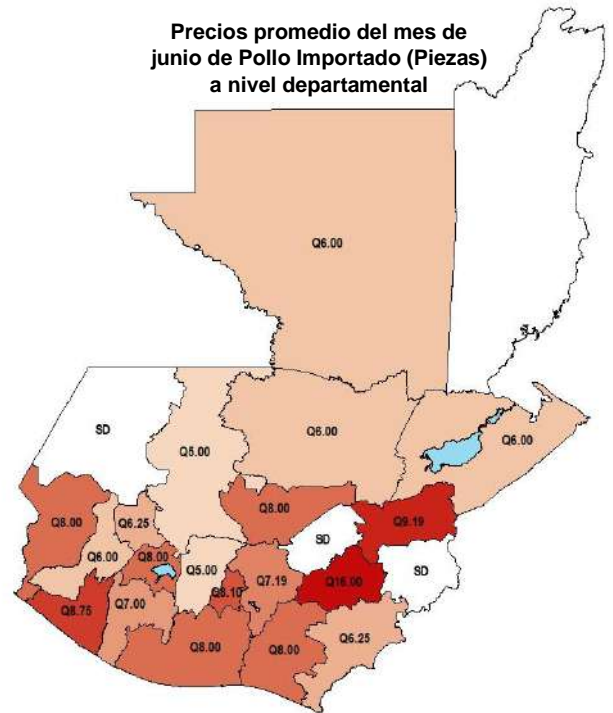 Precios promedio del mes de
junio de Pollo Importado (Piezas)
a nivel departamental
Q6.00
SD
Q5.00
Q6.00
Q6.00
Q8.00
Q6.25
Q8.00
Q9.19
Q6.00
Q8.00
Q5.00
SD
SD
Q7.19
Q16.00
Q8.75
Q7.00
Q8.10
Q6.25
Q8.00
Q8.00